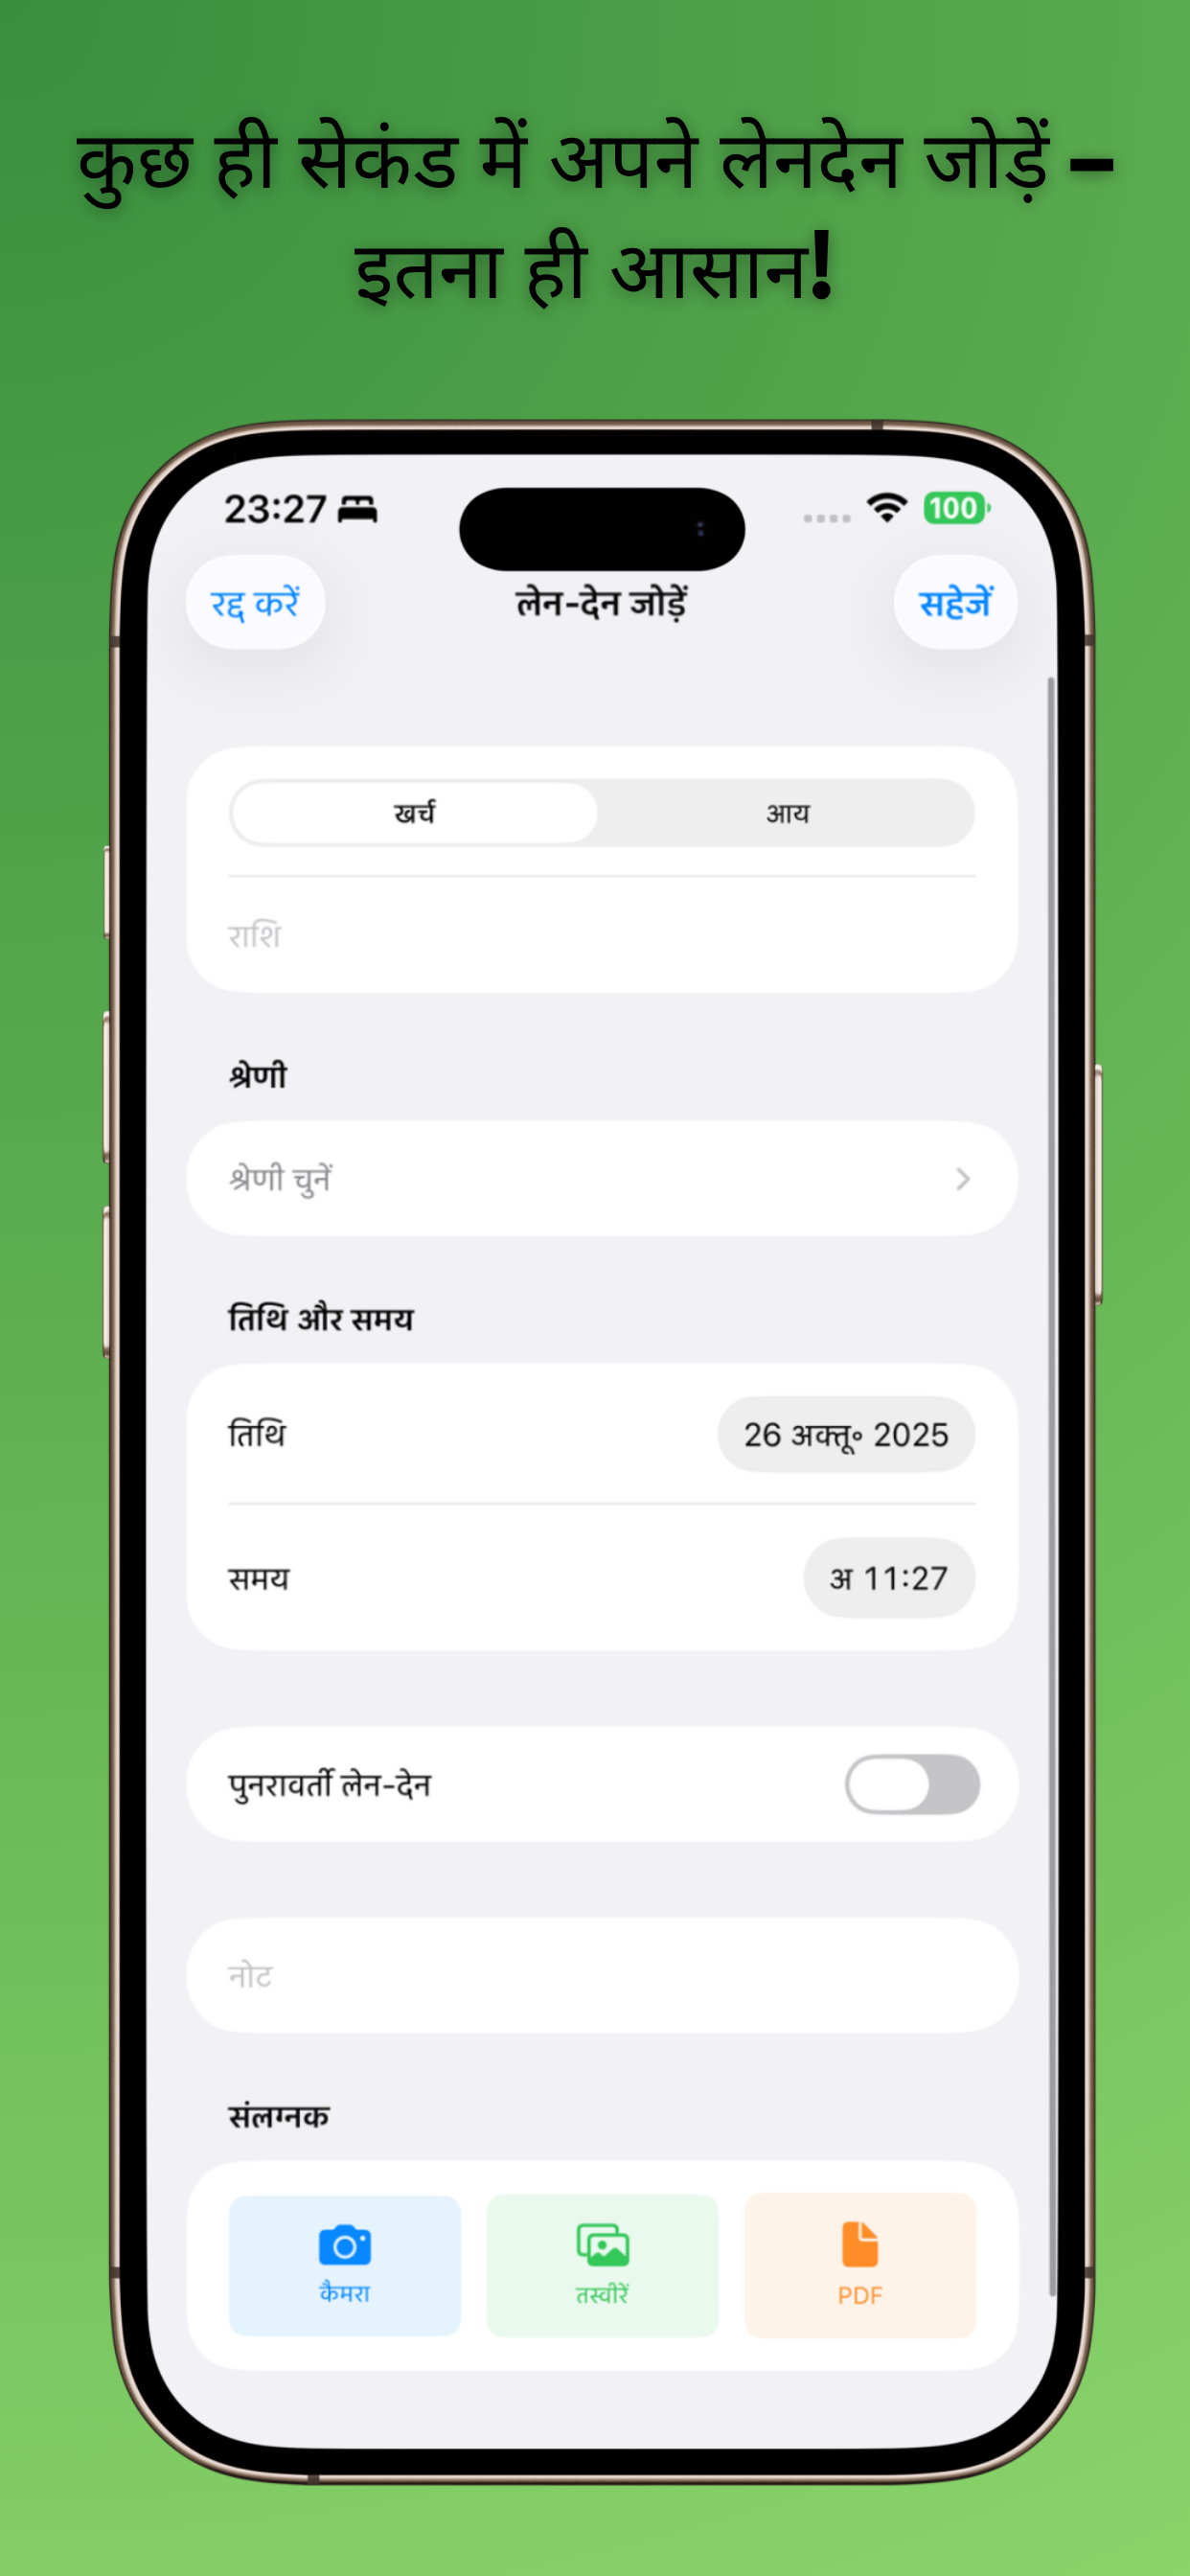 कुछ ही सेकंड में अपने लेनदेन जोड़ें –
इतना ही आसान!
23:27
100
रद्द करें
लेन-देन जोड़ें
सहेजें
खर्च
आय
राशि
श्रेणी
श्रेणी चुनें
तिथि और समय
तिथि
26 अक्तू॰ 2025
समय
अ 11:27
पुनरावर्ती लेन-देन
नोट
संलग्नक
कैमरा
तस्वीरें
PDF